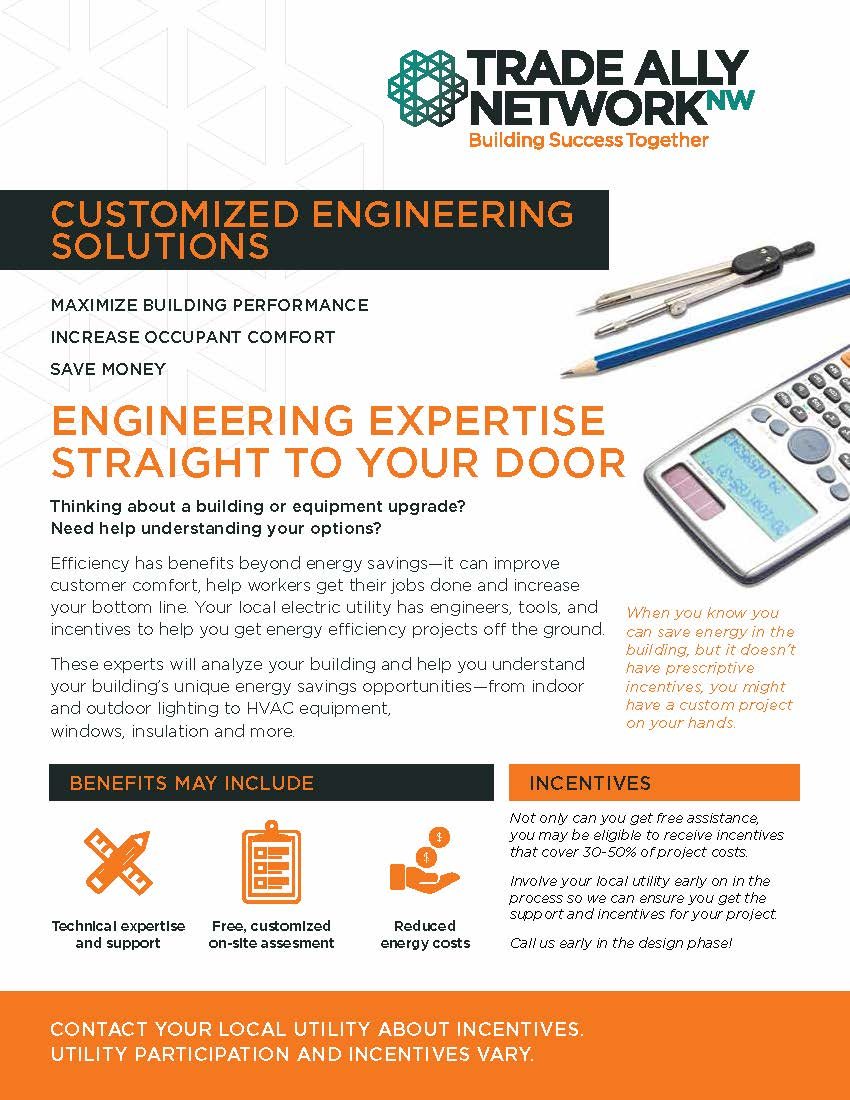 TRADE ALLY
NETWORKNW
Building Success Together
CUSTOMIZED ENGINEERING
SOLUTIONS
MAXIMIZE BUILDING PERFORMANCE
INCREASE OCCUPANT COMFORT
SAVE MONEY
ENGINEERING EXPERTISE
STRAIGHT TO YOUR DOOR
Thinking about a building or equipment upgrade?
Need help understanding your options?
Efficiency has benefits beyond energy savings—it can improve
customer comfort, help workers get their jobs done and increase
your bottom line. Your local electric utility has engineers, tools, and
incentives to help you get energy efficiency projects off the ground.
These experts will analyze your building and help you understand
your building's unique energy savings opportunities—from indoor
and outdoor lighting to HVAC equipment,
windows, insulation and more.
When you know you
can save energy in the
building, but it doesn't
have prescriptive
incentives, you might
have a custom project
on your hands.
BENEFITS MAY INCLUDE
Technical expertise
and support
Free, customized
on-site assesment
$
$
Reduced
energy costs
INCENTIVES
Not only can you get free assistance,
you may be eligible to receive incentives
that cover 30-50% of project costs.
Involve your local utility early on in the
process so we can ensure you get the
support and incentives for your project.
Call us early in the design phase!
CONTACT YOUR LOCAL UTILITY ABOUT INCENTIVES.
UTILITY PARTICIPATION AND INCENTIVES VARY.